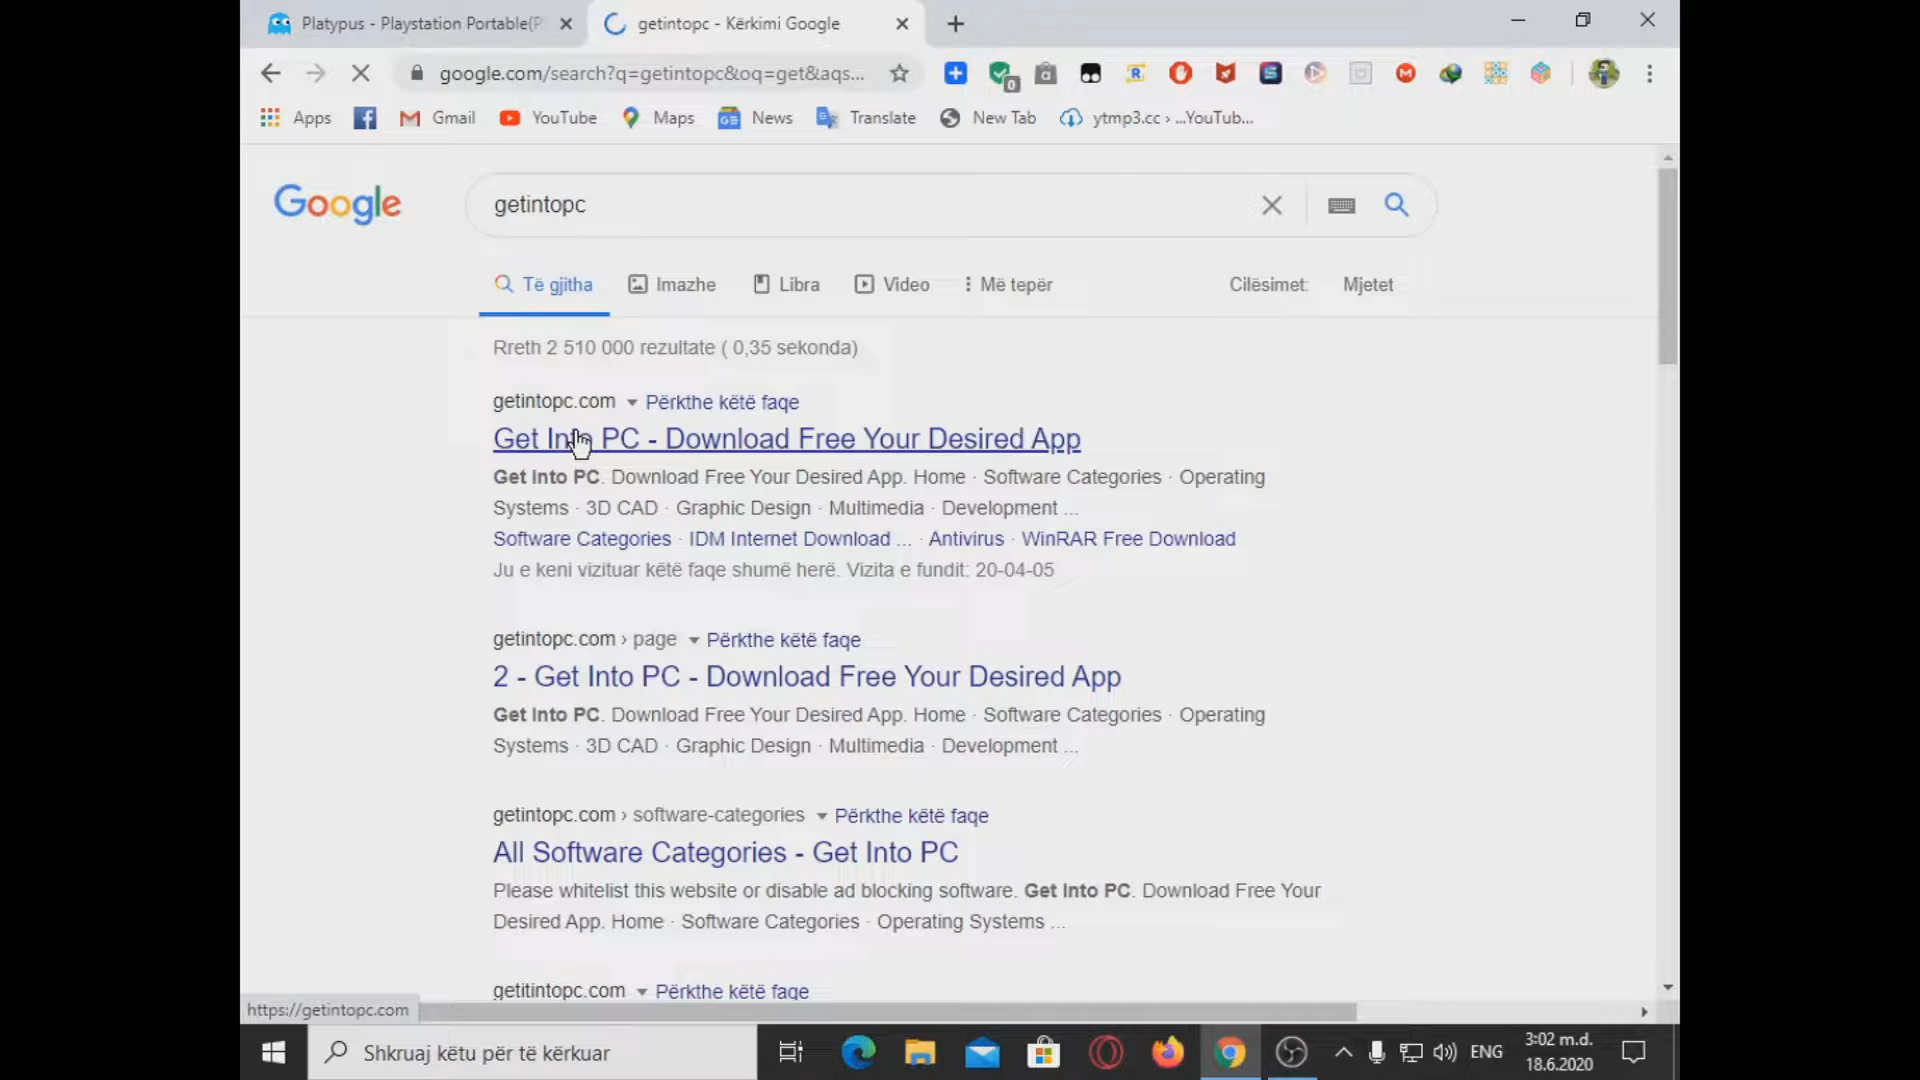 Platypus - Playstation Portable(P
getintopc - Kërkimi Google
google.com/search?q=getintopc&oq=get&aqs...
0
Apps
Gmail
YouTube
Maps
News
Translate
New Tab
ytmp3.cc › ...YouTub...
Google
getintopc
Të gjitha
Imazhe
Libra
Video
Më tepër
Cilësimet
Mjetet
Rreth 2 510 000 rezultate ( 0,35 sekonda)
getintopc.com Përkthe këtë faqe
Get Into PC - Download Free Your Desired App
Get Into PC. Download Free Your Desired App. Home · Software Categories · Operating
Systems · 3D CAD · Graphic Design · Multimedia · Development ...
Software Categories · IDM Internet Download ... · Antivirus · WinRAR Free Download
Ju e keni vizituar këtë faqe shumë herë. Vizita e fundit: 20-04-05
getintopc.com › page Përkthe këtë faqe
2 - Get Into PC - Download Free Your Desired App
Get Into PC. Download Free Your Desired App. Home · Software Categories · Operating
Systems · 3D CAD · Graphic Design · Multimedia · Development ...
getintopc.com › software-categories Përkthe këtë faqe
All Software Categories - Get Into PC
Please whitelist this website or disable ad blocking software. Get Into PC. Download Free Your
Desired App. Home · Software Categories · Operating Systems ...
getitintopc.com Përkthe këtë faqe
https://getintopc.com
Shkruaj këtu për të kërkuar
ENG
3:02 m.d.
18.6.2020